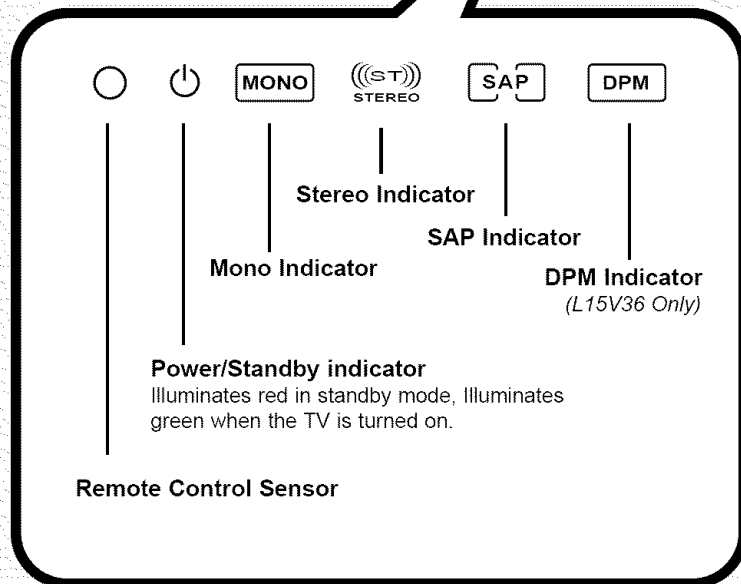 MONO ((ST)) SAP DPM
STEREO
Stereo Indicator
SAP Indicator
Mono Indicator
DPM Indicator
(L15V36 Only)
Power/Standby indicator
Illuminates red in standby mode, Illuminates
green when the TV is turned on.
Remote Control Sensor